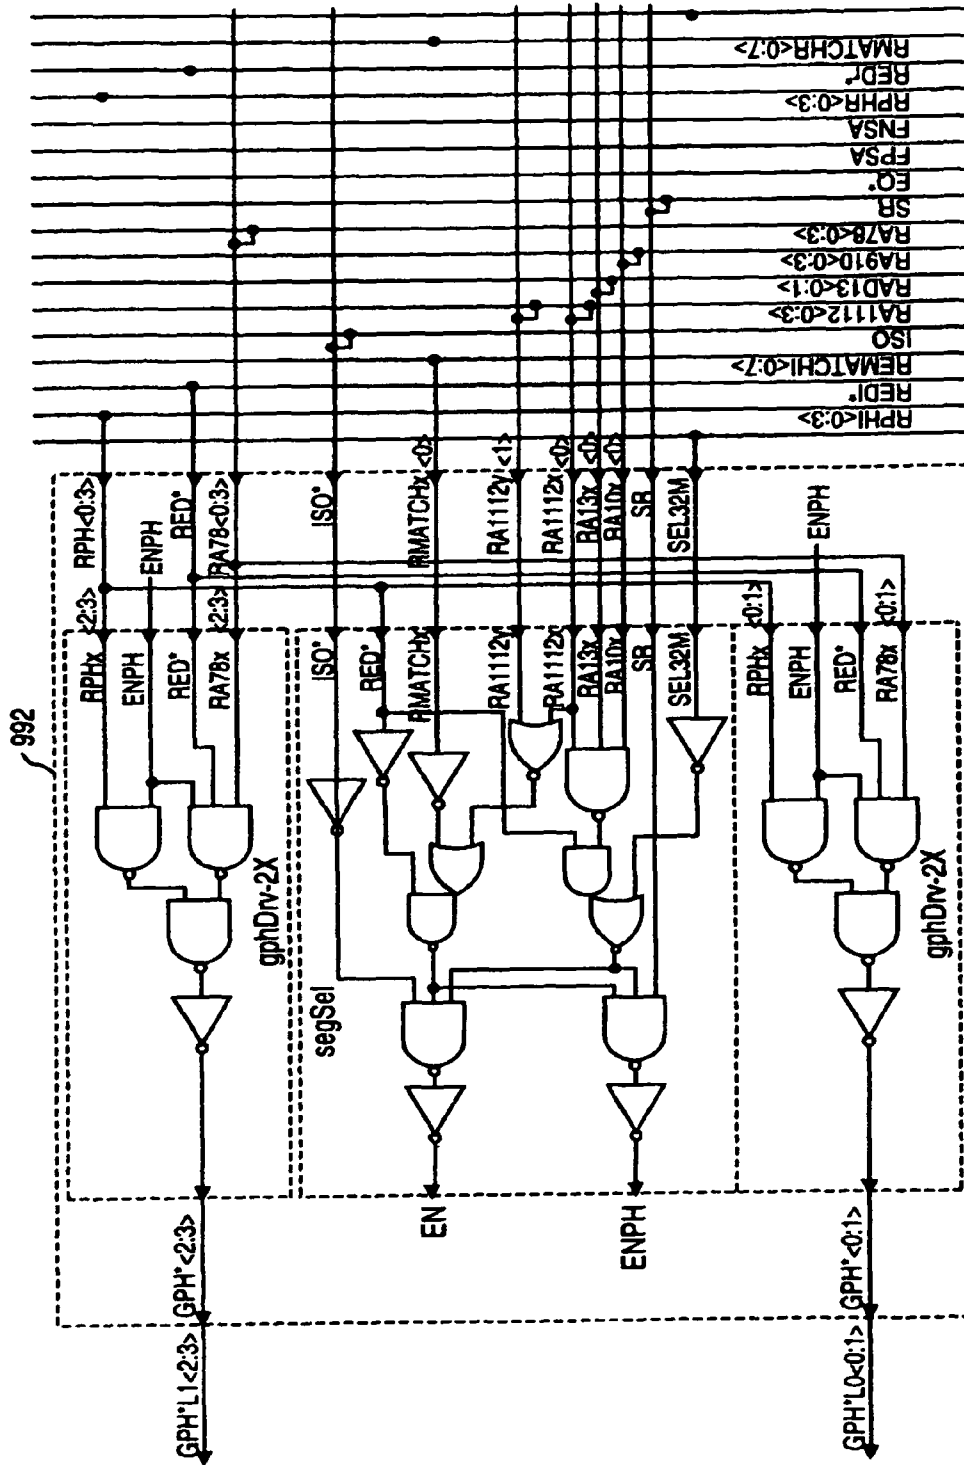 992
RMATCHR<0:7>
REDr*
RPHR<0:3>
FNSA
FPSA
EQ*
SR
RA78<0:3>
RA910<0:3>
RAD13<0:1>
RA1112<0:3>
ISO
REMATCHI<0:7>
REDI*
RPHI<0:3>
RPH<0:3>
ENPH
RED*
RA78<0:3>
ISO*
RMATCHx <0>
RA1112y <1>
RA1112x <0>
RA13x <0>
RA10x <0>
SR
SEL32M
ENPH
<2:3>
RPHx
ENPH
RED*
<2:3>
RA78x
gphDrv-2X
ISO*
RED*
RMATCHx
RA1112y
RA1112x
RA13x
RA10x
SR
SEL32M
segSel
<0:1>
RPHx
ENPH
RED*
<0:1>
RA78x
gphDrv-2X
EN
ENPH
GPH*<2:3>
GPH*<0:1>
GPH*L1<2:3>
GPH*L0<0:1>